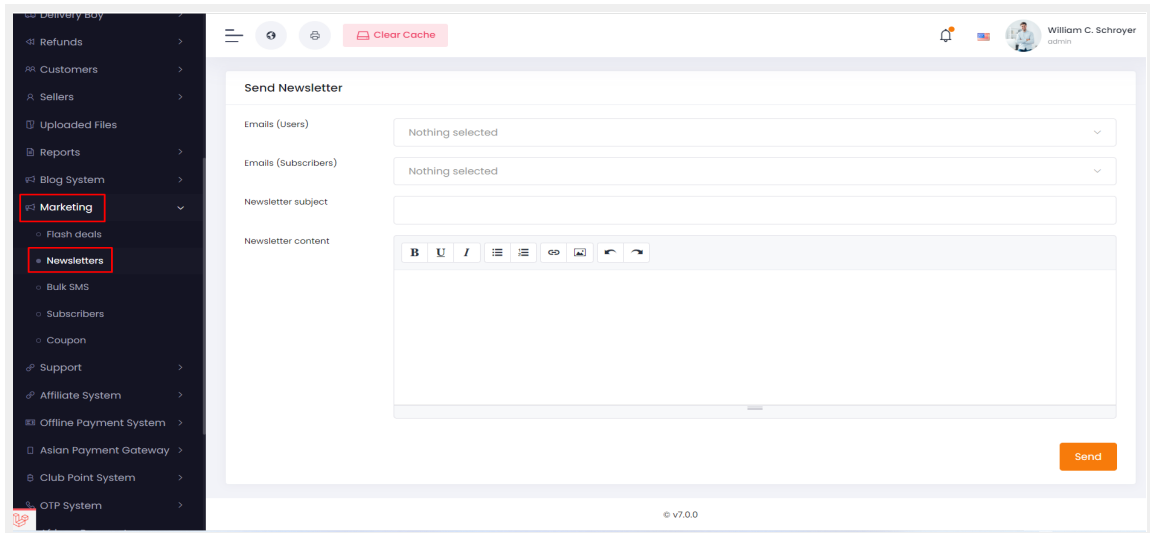 Delivery Boy
Refunds
Customers
Sellers
Uploaded Files
Reports
Blog System
Marketing
Flash deals
Newsletters
Bulk SMS
Subscribers
Coupon
Support
Affiliate System
Offline Payment System
Asian Payment Gateway
Club Point System
OTP System
Clear Cache
William C. Schroyer
admin
Send Newsletter
Emails (Users)
Nothing selected
Emails (Subscribers)
Nothing selected
Newsletter subject
Newsletter content
B U I
Send
© v7.0.0